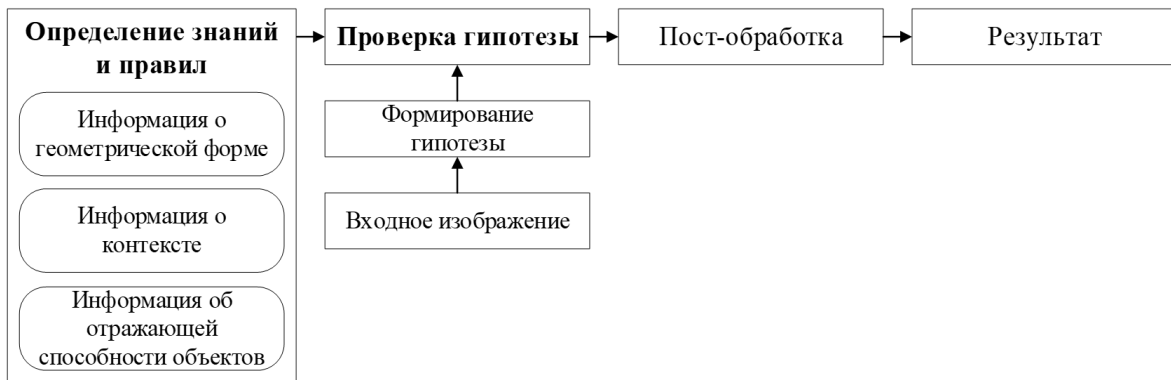 Определение знаний
и правил
Информация о
геометрической форме
Информация о
контексте
Информация об
отражающей
способности объектов
Проверка гипотезы
Формирование
гипотезы
Входное изображение
Пост-обработка
Результат